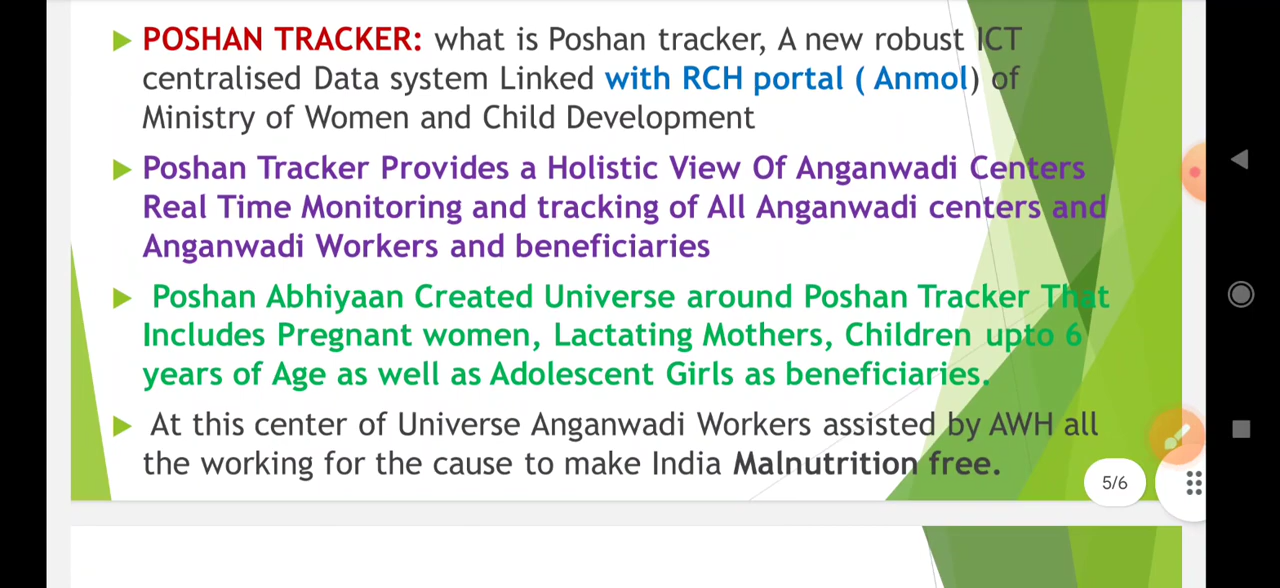 POSHAN TRACKER: what is Poshan tracker, A new robust ICT
centralised Data system Linked with RCH portal ( Anmol) of
Ministry of Women and Child Development
Poshan Tracker Provides a Holistic View Of Anganwadi Centers
Real Time Monitoring and tracking of All Anganwadi centers and
Anganwadi Workers and beneficiaries
Poshan Abhiyaan Created Universe around Poshan Tracker That
Includes Pregnant women, Lactating Mothers, Children upto 6
years of Age as well as Adolescent Girls as beneficiaries.
At this center of Universe Anganwadi Workers assisted by AWH all
the working for the cause to make India Malnutrition free.
5/6